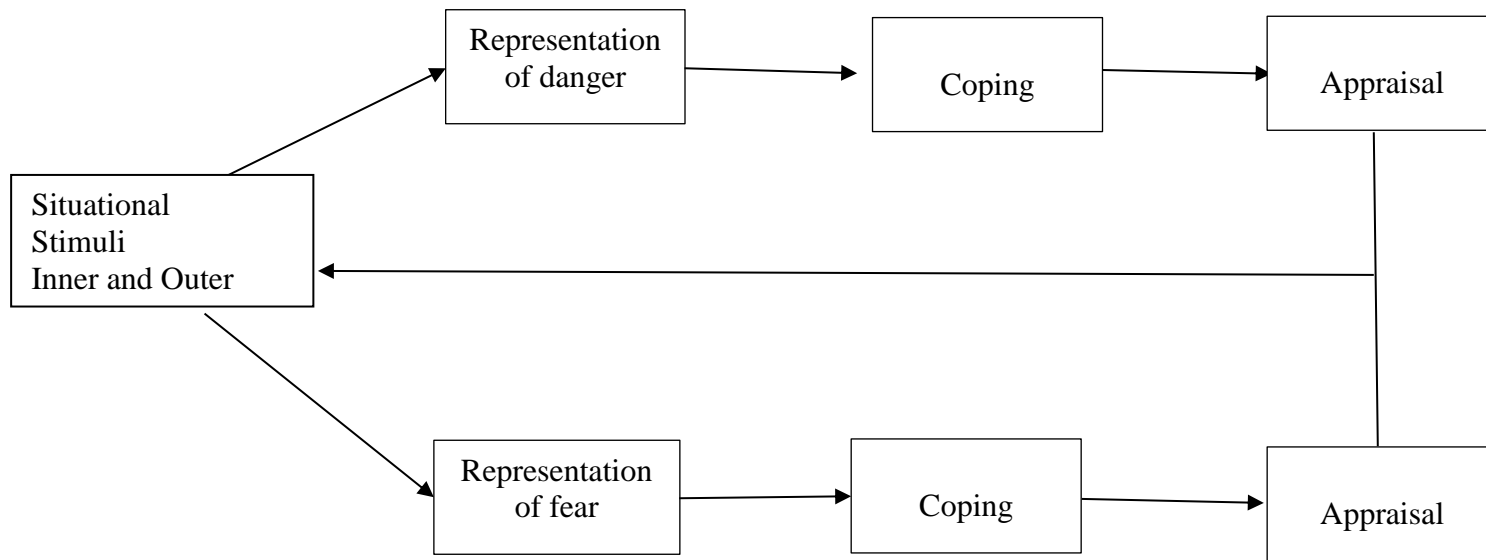 Representation
of danger
Coping
Appraisal
Situational
Stimuli
Inner and Outer
Representation
of fear
Coping
Appraisal